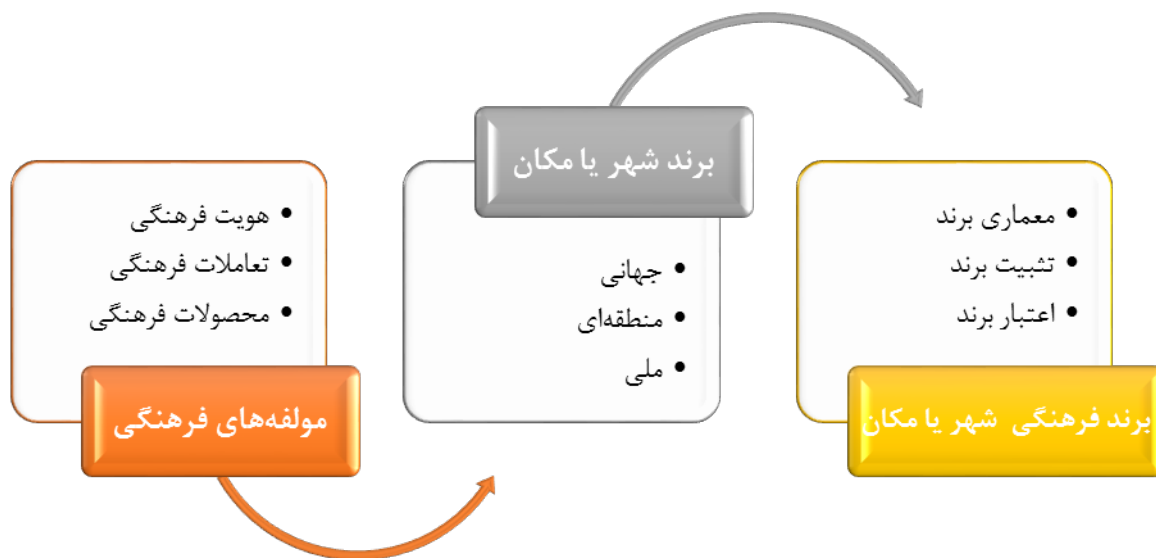 هویت فرهنگی
تعاملات فرهنگی
محصولات فرهنگی
مولفه‌های فرهنگی
برند شهر یا مکان
جهانی
منطقه‌ای
ملی
معماری برند
تثبیت برند
اعتبار برند
برند فرهنگی شهر یا مکان